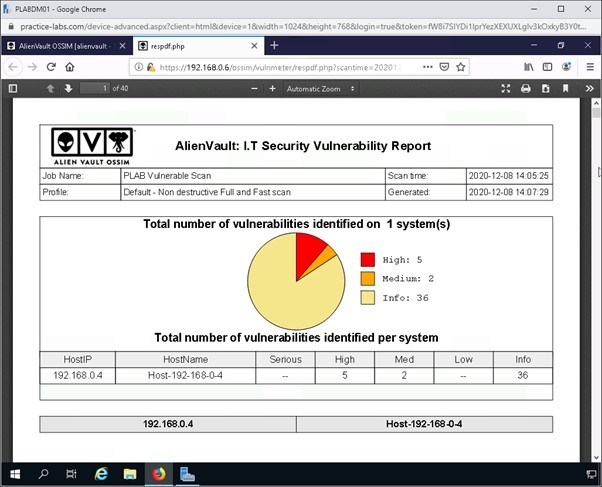 PLABDM01 - Google Chrome
practice-labs.com/device-advanced.aspx?client=html&device=1&width=1024&height=768&login=true&token=
AlienVault OSSIM [alienvault -
respdf.php
https://192.168.0.6/ossim/vulnmeter/respdf.php?scantime=
1 of 40
Automatic Zoom
ALIEN VAULT OSSIM
AlienVault: I.T Security Vulnerability Report
Job Name: PLAB Vulnerable Scan Scan time: 2020-12-08 14:05:25
Profile: Default - Non destructive Full and Fast scan Generated: 2020-12-08 14:07:29
Total number of vulnerabilities identified on 1 system(s)
High: 5
Medium: 2
Info: 36
Total number of vulnerabilities identified per system
HostIP HostName Serious High Med Low Info
192.168.0.4 Host-192-168-0-4 -- 5 2 -- 36
192.168.0.4 Host-192-168-0-4